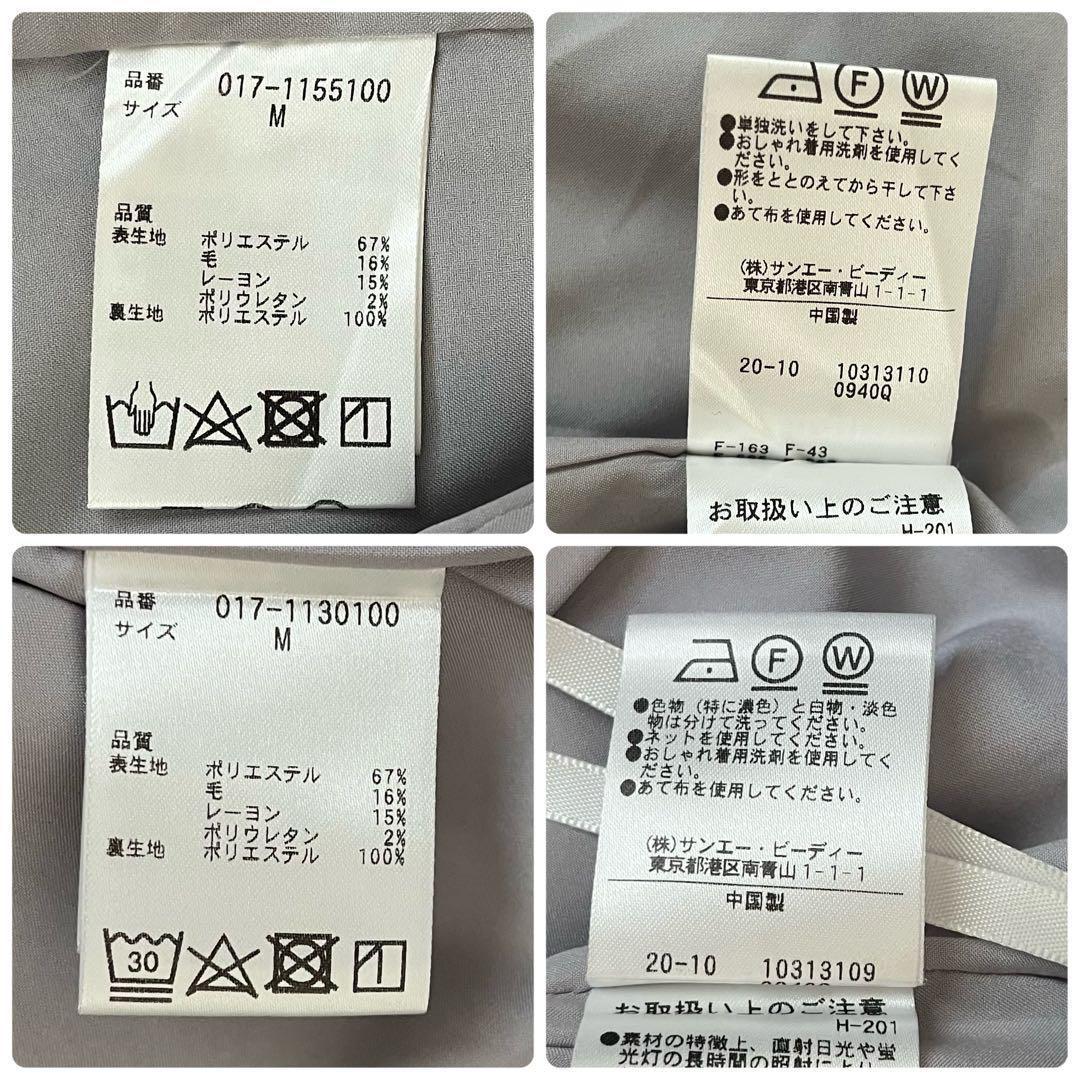 品番 017-1155100
サイズ M
品質
表生地 ポリエステル 67%
毛 16%
レーヨン 15%
ポリウレタン 2%
裏生地 ポリエステル 100%
F W
●単独洗いをして下さい。
●おしゃれ着用洗剤を使用してく
ださい。
●形をととのえてから干して下さ
い。
●あて布を使用してください。
(株)サンエー・ビーディー
東京都港区南青山1-1-1
中国製
20-10 10313110
0940Q
F-163 F-43
お取扱い上のご注意
H-201
品番 017-1130100
サイズ M
品質
表生地 ポリエステル 67%
毛 16%
レーヨン 15%
ポリウレタン 2%
裏生地 ポリエステル 100%
30
F W
●色物(特に濃色)と白物・淡色
物は分けて洗ってください。
●ネットを使用してください。
●おしゃれ着用洗剤を使用してく
ださい。
●あて布を使用してください。
(株)サンエー・ビーディー
東京都港区南青山1-1-1
中国製
20-10 10313109
お取扱い上のご注意
H-201
●素材の特徴上、直射日光や蛍
光灯の長時間の照射により